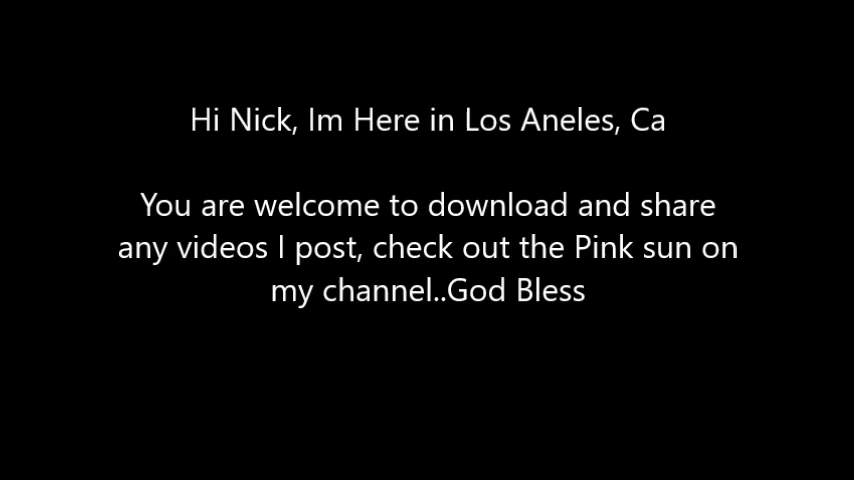 Hi Nick, Im Here in Los Aneles, Ca
You are welcome to download and share
any videos I post, check out the Pink sun on
my channel..God Bless